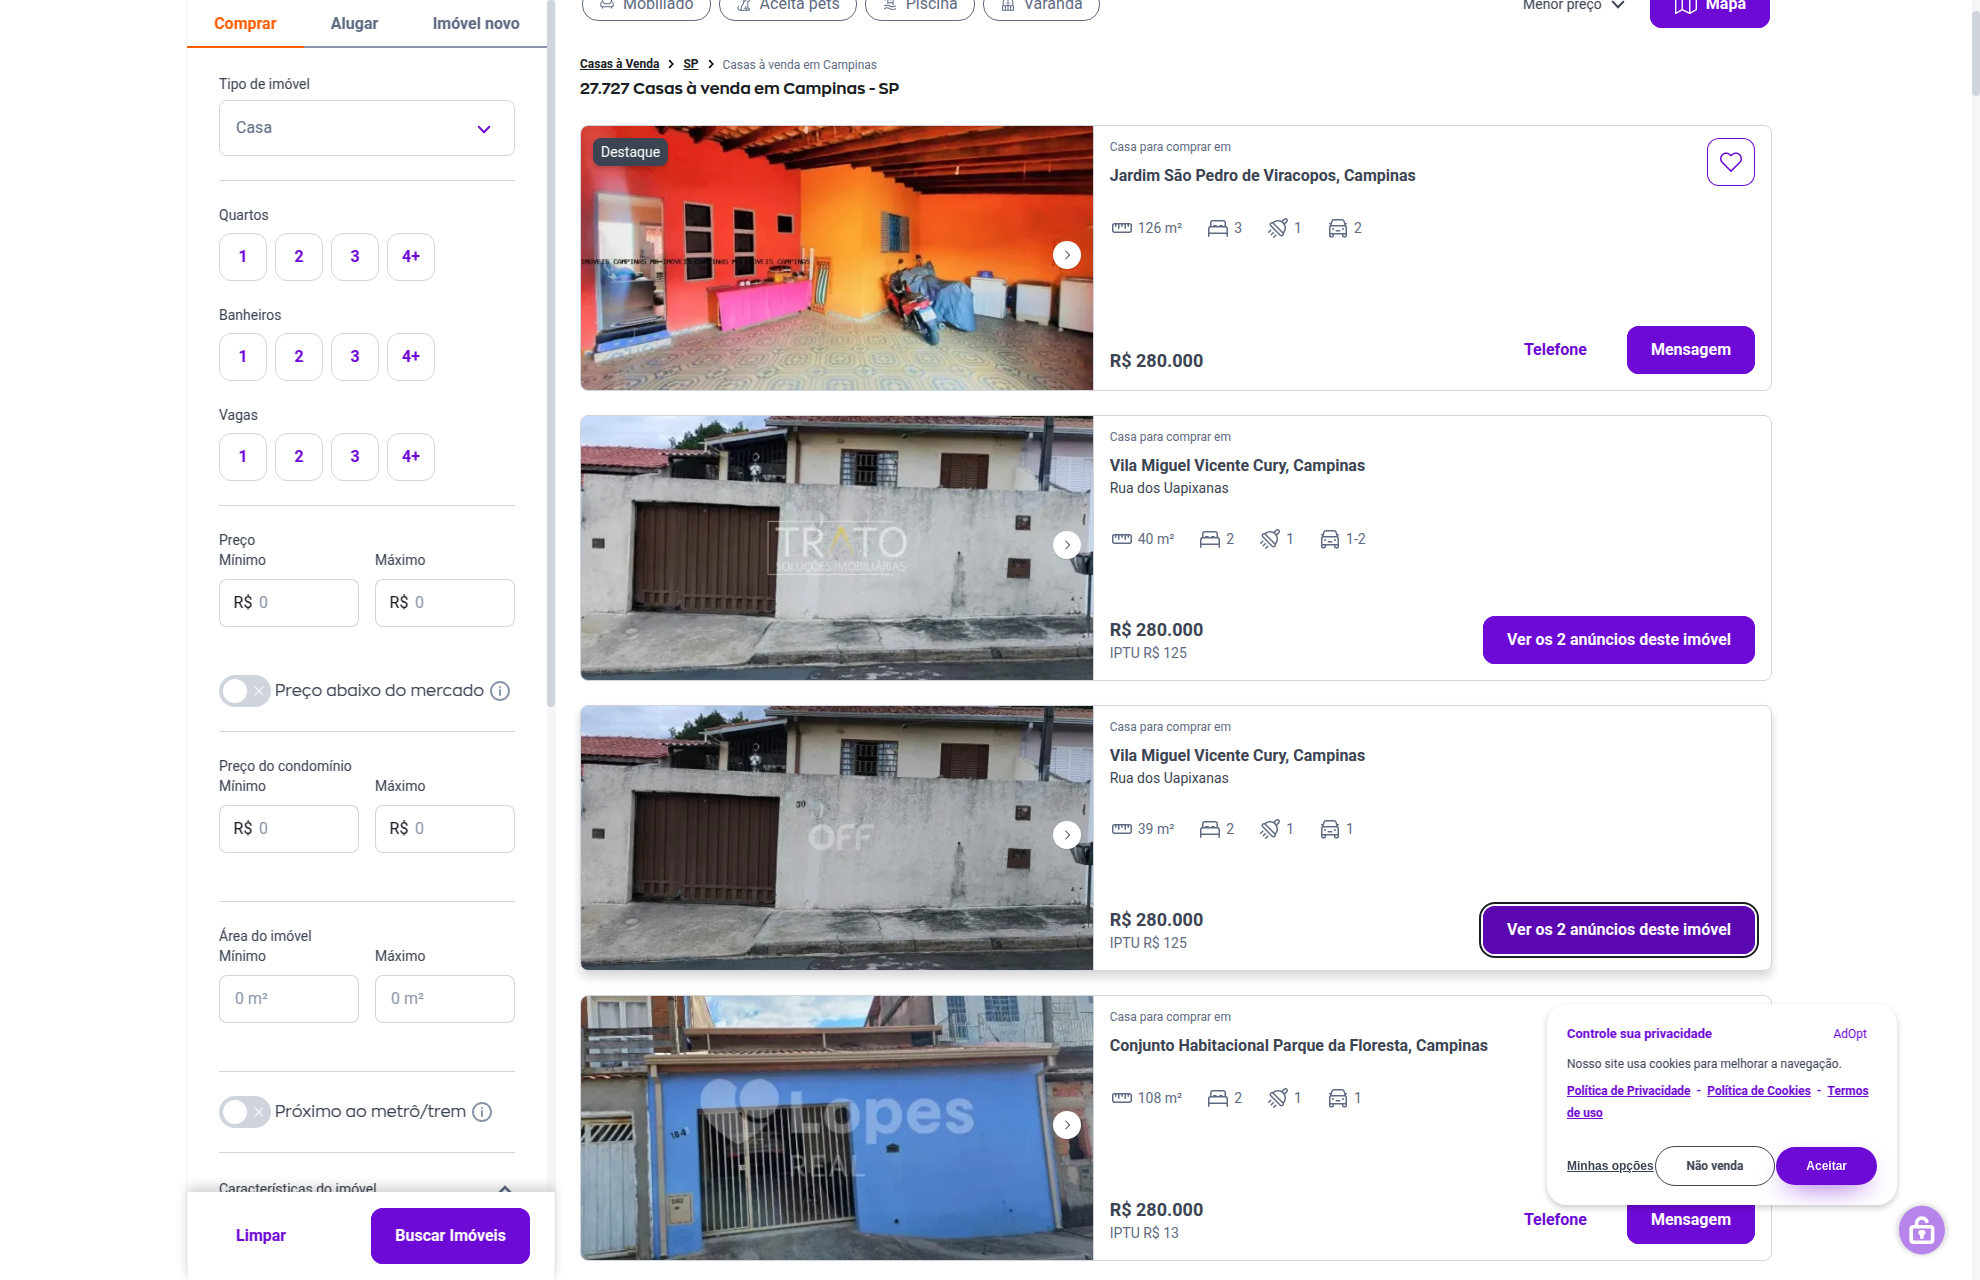 Comprar
Alugar
Imóvel novo
Tipo de imóvel
Casa
Quartos
1
2
3
4+
Banheiros
1
2
3
4+
Vagas
1
2
3
4+
Preço
Mínimo
Máximo
R$ 0
R$ 0
Preço abaixo do mercado
Preço do condomínio
Mínimo
Máximo
R$ 0
R$ 0
Área do imóvel
Mínimo
Máximo
0 m²
0 m²
Próximo ao metrô/trem
Características do imóvel
Limpar
Buscar Imóveis
Mobiliado
Aceita pets
Piscina
Varanda
Menor preço
Mapa
Casas à Venda > SP > Casas à venda em Campinas
27.727 Casas à venda em Campinas - SP
Destaque
Casa para comprar em
Jardim São Pedro de Viracopos, Campinas
126 m²
3
1
2
R$ 280.000
Telefone
Mensagem
TRATO
SOLUÇÕES IMOBILIÁRIAS
Casa para comprar em
Vila Miguel Vicente Cury, Campinas
Rua dos Uapixanas
40 m²
2
1
1-2
R$ 280.000
IPTU R$ 125
Ver os 2 anúncios deste imóvel
OFF
Casa para comprar em
Vila Miguel Vicente Cury, Campinas
Rua dos Uapixanas
39 m²
2
1
1
R$ 280.000
IPTU R$ 125
Ver os 2 anúncios deste imóvel
Lopes
REAL
Casa para comprar em
Conjunto Habitacional Parque da Floresta, Campinas
108 m²
2
1
1
R$ 280.000
IPTU R$ 13
Telefone
Mensagem
Controle sua privacidade
AdOpt
Nosso site usa cookies para melhorar a navegação.
Política de Privacidade - Política de Cookies - Termos
de uso
Minhas opções
Não venda
Aceitar